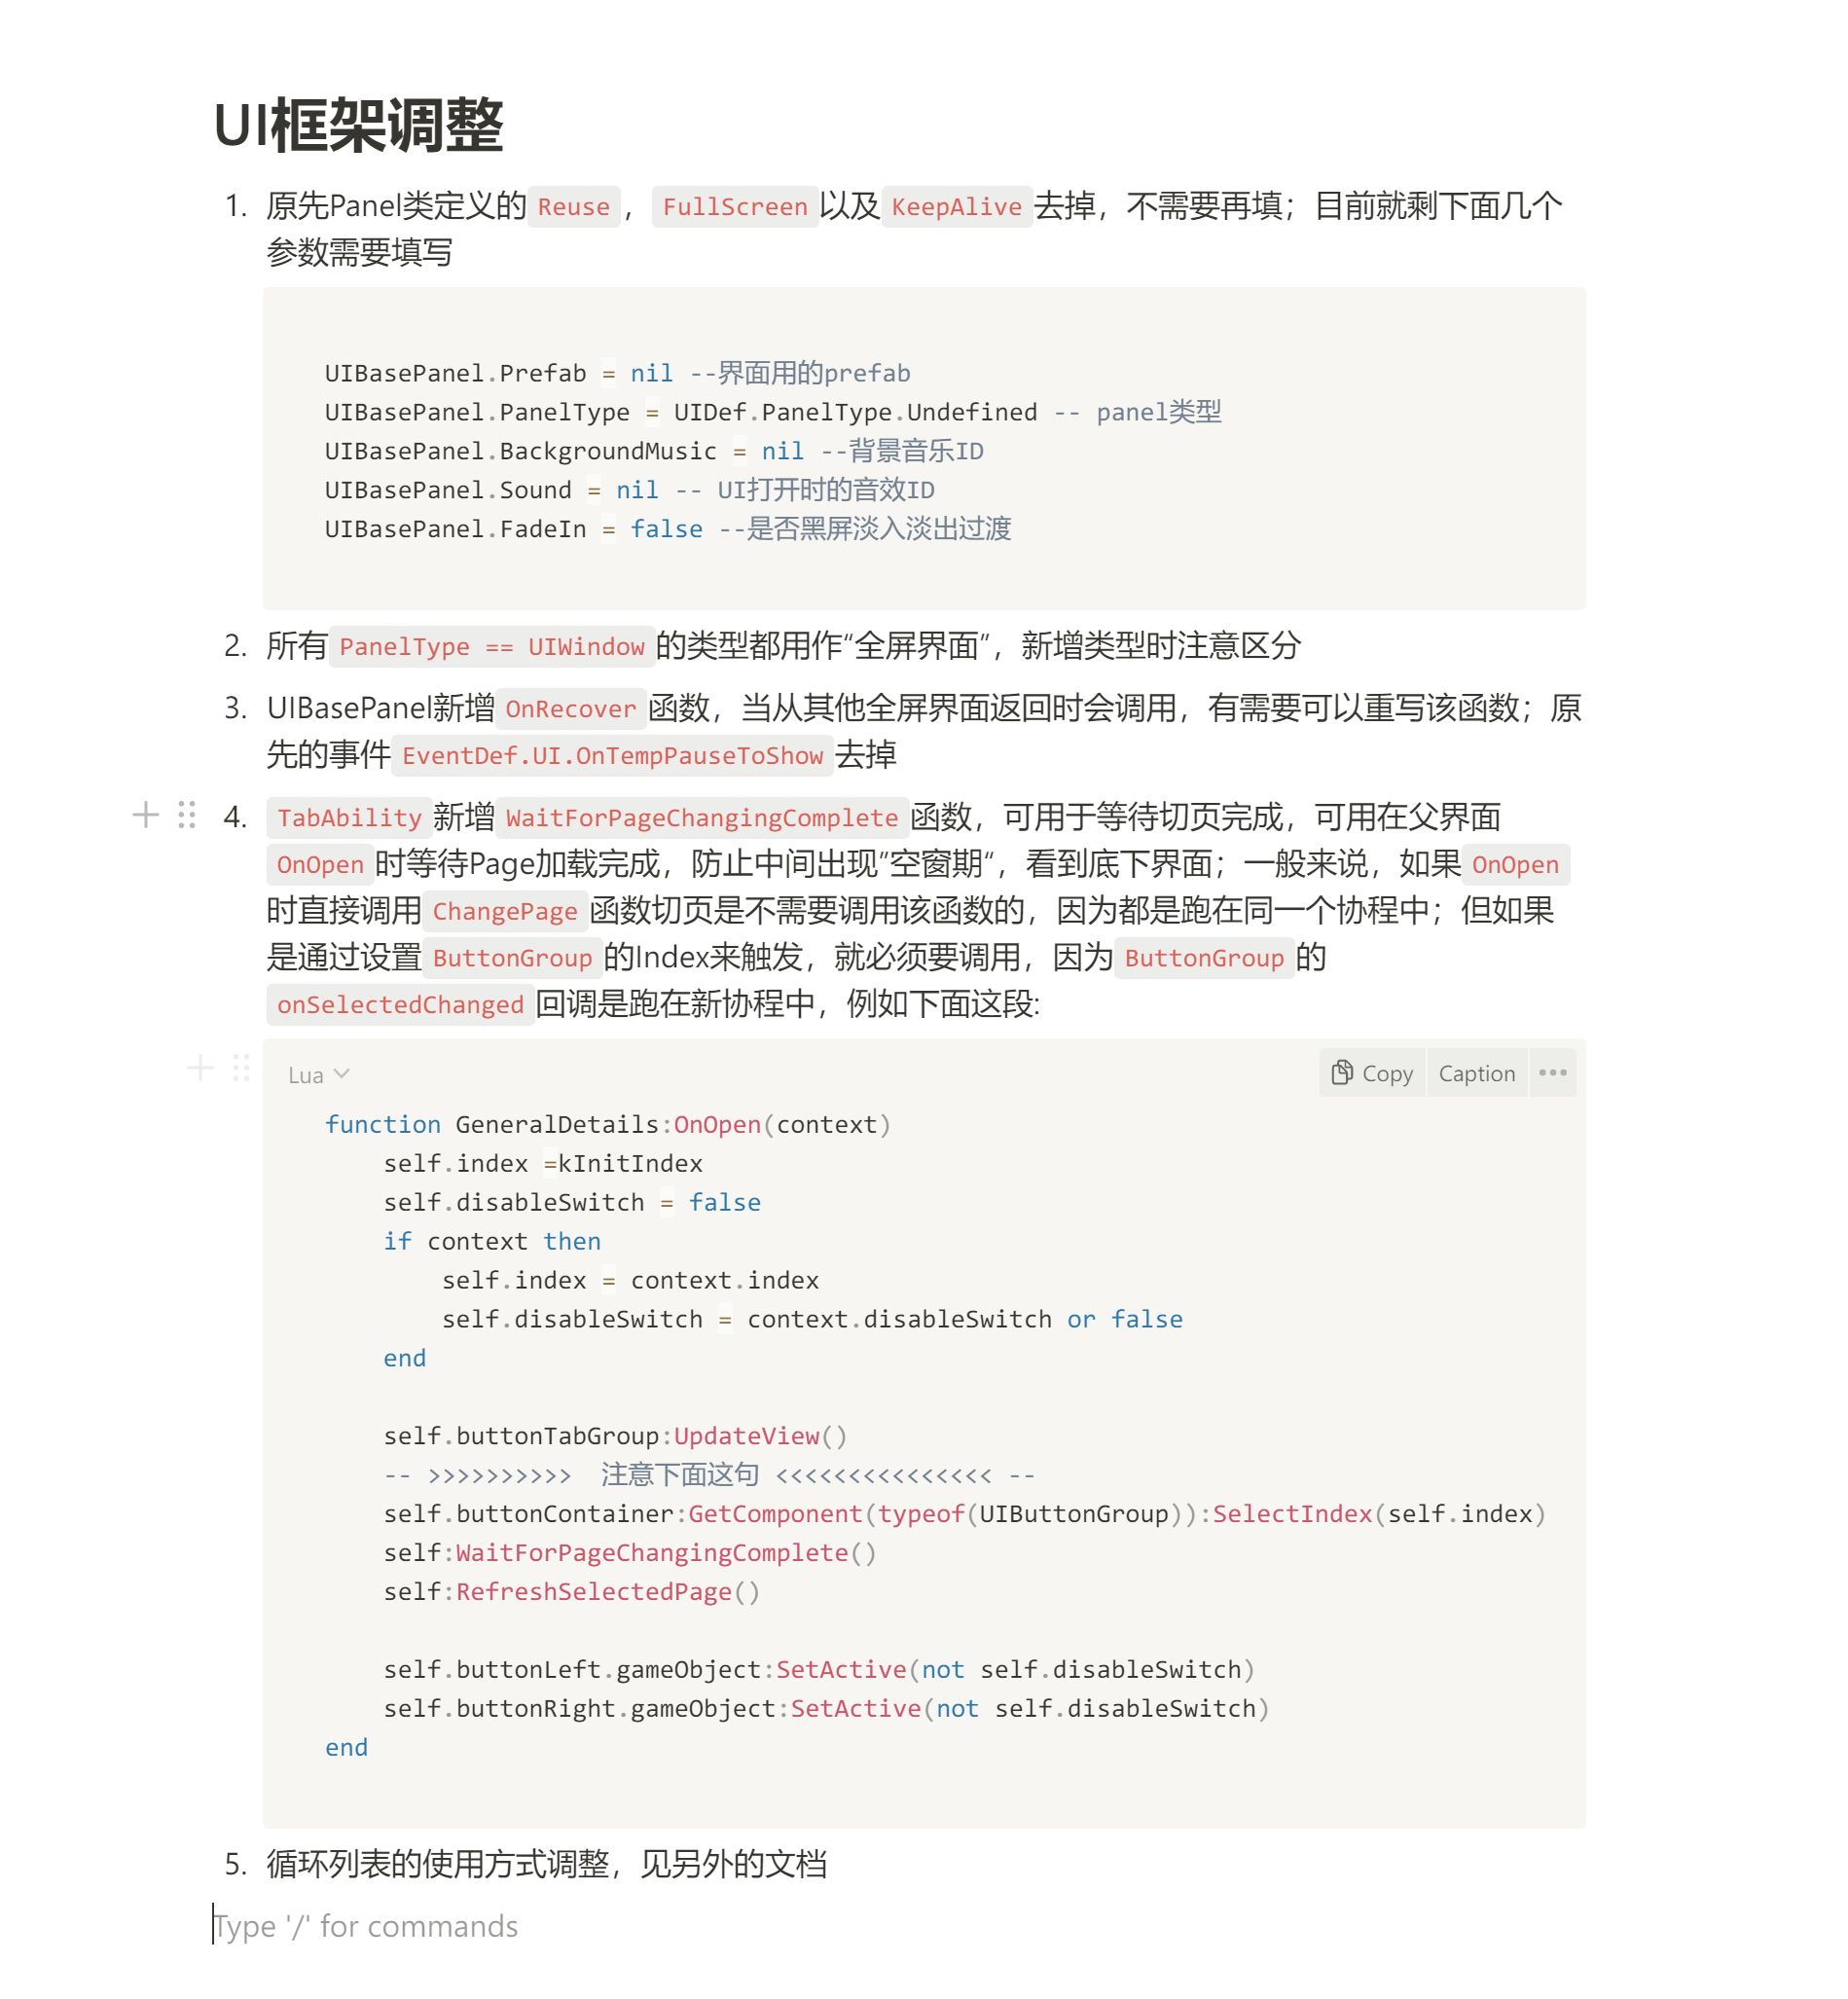 UI框架调整
1. 原先Panel类定义的 Reuse ， FullScreen 以及 KeepAlive 去掉，不需要再填；目前就剩下面几个
参数需要填写
UIBasePanel.Prefab = nil --界面用的prefab
UIBasePanel.PanelType = UIDef.PanelType.Undefined -- panel类型
UIBasePanel.BackgroundMusic = nil --背景音乐ID
UIBasePanel.Sound = nil -- UI打开时的音效ID
UIBasePanel.FadeIn = false --是否黑屏淡入淡出过渡
2. 所有 PanelType == UIWindow 的类型都用作“全屏界面”，新增类型时注意区分
3. UIBasePanel新增 OnRecover 函数，当从其他全屏界面返回时会调用，有需要可以重写该函数；原
先的事件 EventDef.UI.OnTempPauseToShow 去掉
4. TabAbility 新增 WaitForPageChangingComplete 函数，可用于等待切页完成，可用在父界面
OnOpen 时等待Page加载完成，防止中间出现”空窗期“，看到底下界面；一般来说，如果 OnOpen
时直接调用 ChangePage 函数切页是不需要调用该函数的，因为都是跑在同一个协程中；但如果
是通过设置 ButtonGroup 的Index来触发，就必须要调用，因为 ButtonGroup 的
onSelectedChanged 回调是跑在新协程中，例如下面这段:
Lua Copy Caption •••
function GeneralDetails:OnOpen(context)
    self.index =kInitIndex
    self.disableSwitch = false
    if context then
        self.index = context.index
        self.disableSwitch = context.disableSwitch or false
    end
    self.buttonTabGroup:UpdateView()
    -- >>>>>>>>>>  注意下面这句 <<<<<<<<<<<<<<< --
    self.buttonContainer:GetComponent(typeof(UIButtonGroup)):SelectIndex(self.index)
    self:WaitForPageChangingComplete()
    self:RefreshSelectedPage()
    self.buttonLeft.gameObject:SetActive(not self.disableSwitch)
    self.buttonRight.gameObject:SetActive(not self.disableSwitch)
end
5. 循环列表的使用方式调整，见另外的文档
Type '/' for commands